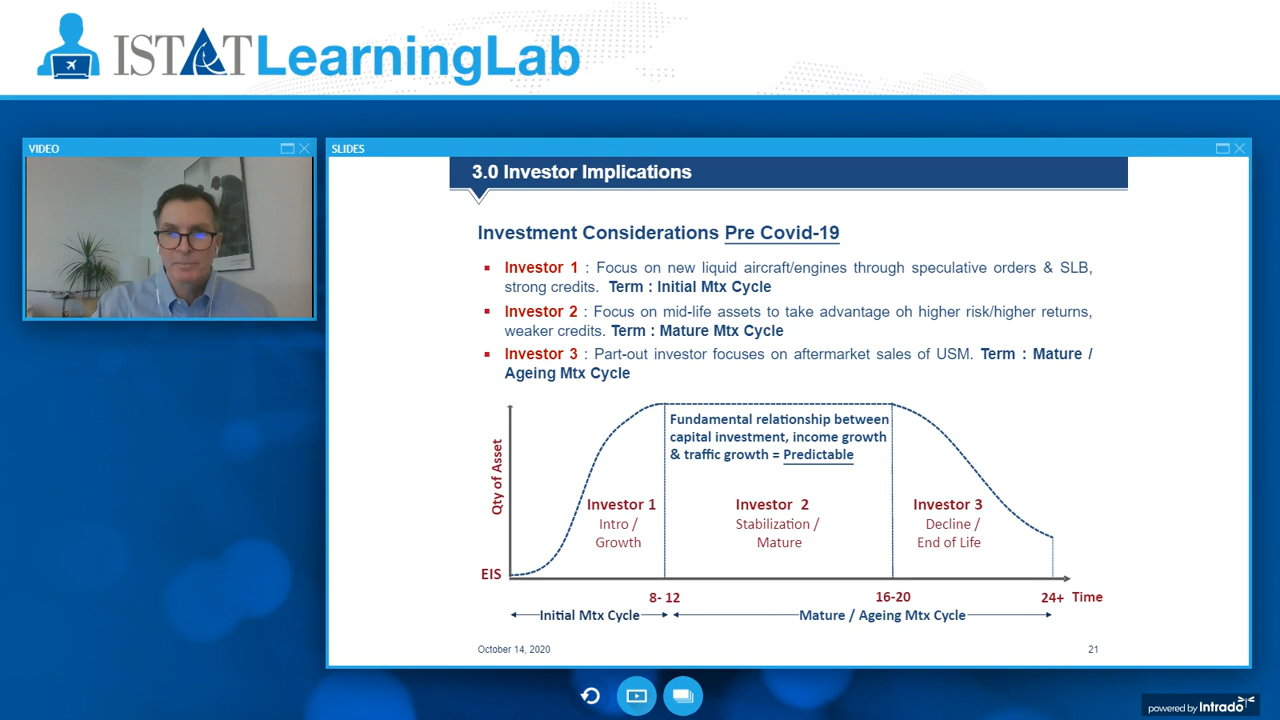 ISTAT LearningLab
VIDEO
SLIDES
3.0 Investor Implications
Investment Considerations Pre Covid-19
Investor 1 : Focus on new liquid aircraft/engines through speculative orders & SLB,
strong credits. Term : Initial Mtx Cycle
Investor 2 : Focus on mid-life assets to take advantage oh higher risk/higher returns,
weaker credits. Term : Mature Mtx Cycle
Investor 3 : Part-out investor focuses on aftermarket sales of USM. Term : Mature /
Ageing Mtx Cycle
Fundamental relationship between
capital investment, income growth
& traffic growth = Predictable
Qty of Asset
Investor 1
Intro /
Growth
Investor 2
Stabilization /
Mature
Investor 3
Decline /
End of Life
EIS
8- 12
16-20
24+ Time
Initial Mtx Cycle
Mature / Ageing Mtx Cycle
October 14, 2020
21
powered by Intrado